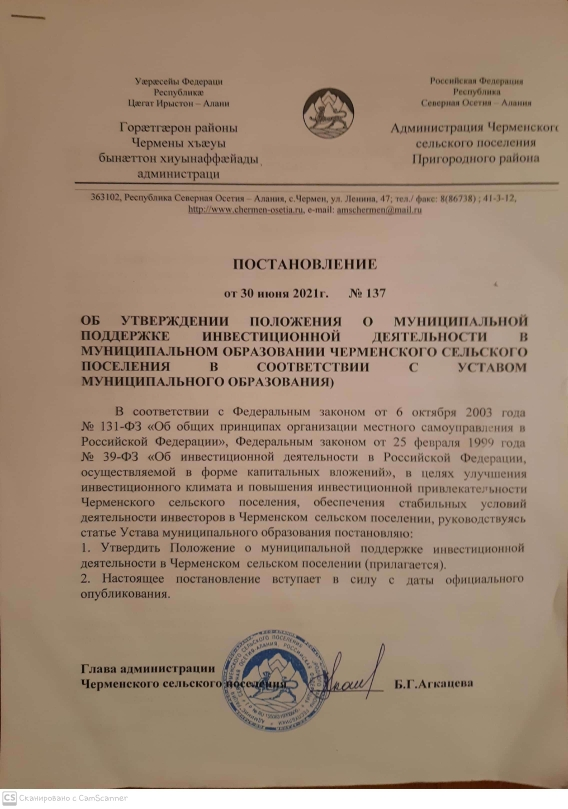 Уæрæсейы Федераци
Республикæ
Цæгат Ирыстон – Алани
Горæтгæрон районы
Чермены хъæуы
бынæттон хиуынаффæйады
администраци
Российская Федерация
Республика
Северная Осетия – Алания
Администрация Черменского
сельского поселения
Пригородного района
363102, Республика Северная Осетия – Алания, с.Чермен, ул. Ленина, 47; тел./ факс: 8(86738) ; 41-3-12,
http://www.chermen-osetia.ru, e-mail: amschermen@mail.ru
ПОСТАНОВЛЕНИЕ
от 30 июня 2021г. № 137
ОБ УТВЕРЖДЕНИИ ПОЛОЖЕНИЯ О МУНИЦИПАЛЬНОЙ
ПОДДЕРЖКЕ ИНВЕСТИЦИОННОЙ ДЕЯТЕЛЬНОСТИ В
МУНИЦИПАЛЬНОМ ОБРАЗОВАНИИ ЧЕРМЕНСКОГО СЕЛЬСКОГО
ПОСЕЛЕНИЯ В СООТВЕТСТВИИ С УСТАВОМ
МУНИЦИПАЛЬНОГО ОБРАЗОВАНИЯ)
В соответствии с Федеральным законом от 6 октября 2003 года
№ 131-ФЗ «Об общих принципах организации местного самоуправления в
Российской Федерации», Федеральным законом от 25 февраля 1999 года
№ 39-ФЗ «Об инвестиционной деятельности в Российской Федерации,
осуществляемой в форме капитальных вложений», в целях улучшения
инвестиционного климата и повышения инвестиционной привлекательности
Черменского сельского поселения, обеспечения стабильных условий
деятельности инвесторов в Черменском сельском поселении, руководствуясь
статье Устава муниципального образования постановляю:
1. Утвердить Положение о муниципальной поддержке инвестиционной
деятельности в Черменском сельском поселении (прилагается).
2. Настоящее постановление вступает в силу с даты официального
опубликования.
Глава администрации
Черменского сельского поселения Б.Г.Агкацева
CS Сканировано с CamScanner